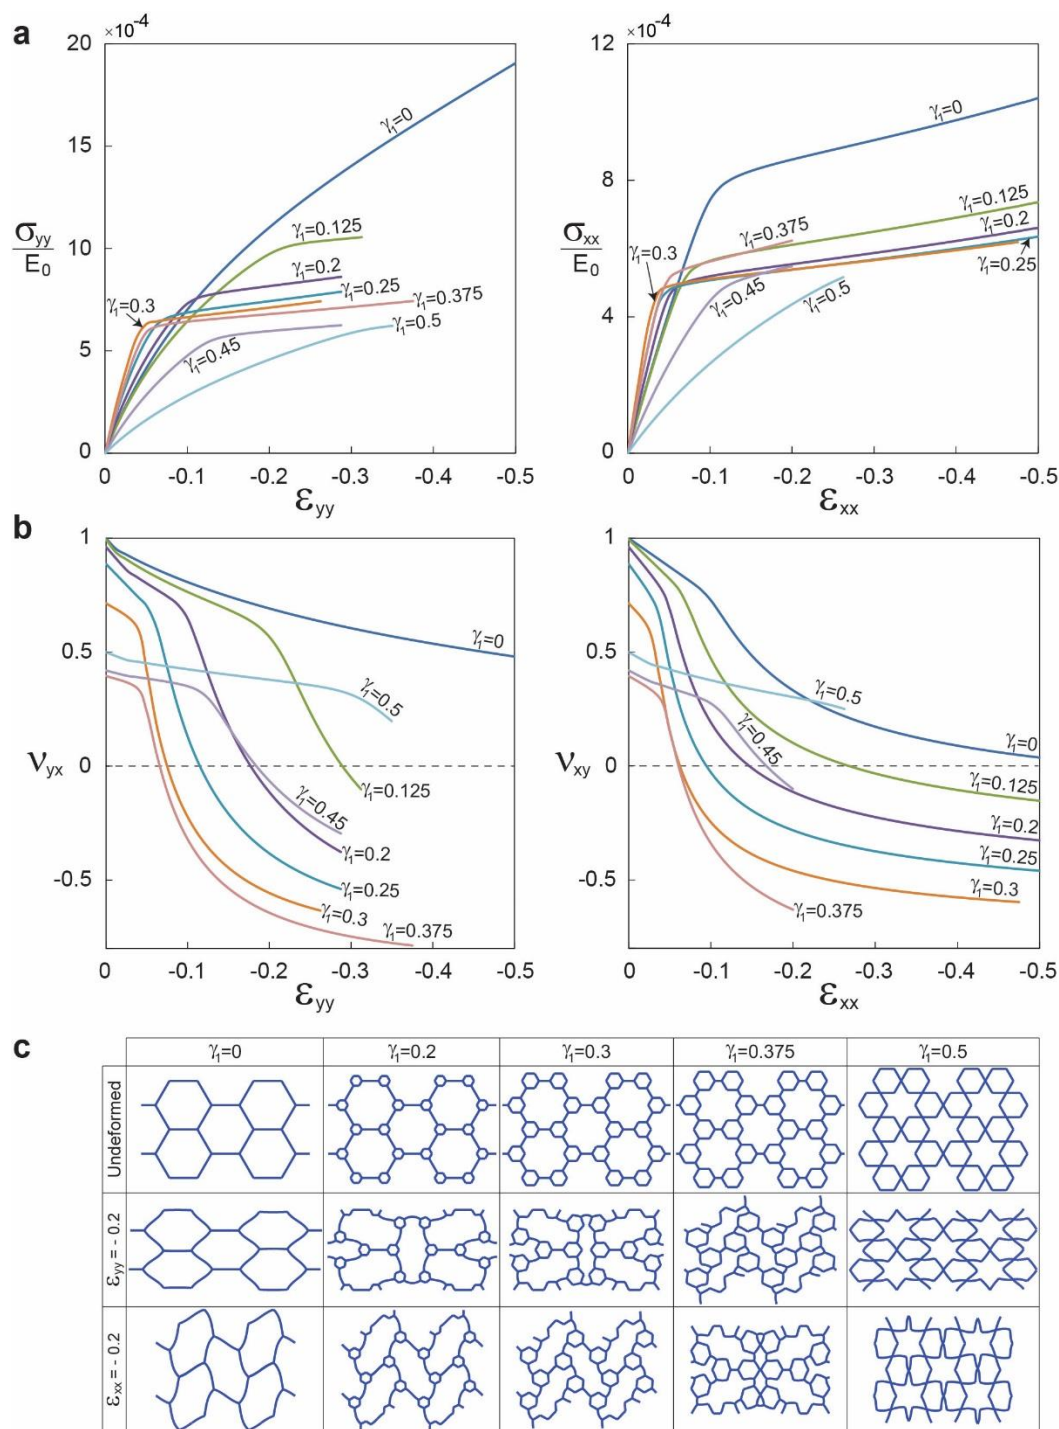 a
×10⁻⁴
20
15
10
5
0
σyy
E₀
γ₁=0
γ₁=0.125
γ₁=0.2
γ₁=0.25
γ₁=0.3
γ₁=0.375
γ₁=0.45
γ₁=0.5
0 -0.1 -0.2 -0.3 -0.4 -0.5
εyy
×10⁻⁴
12
8
4
0
σxx
E₀
γ₁=0
γ₁=0.125
γ₁=0.375
γ₁=0.2
γ₁=0.3
γ₁=0.25
γ₁=0.45
γ₁=0.5
0 -0.1 -0.2 -0.3 -0.4 -0.5
εxx
b
1
0.5
0
-0.5
νyx
γ₁=0
γ₁=0.5
γ₁=0.125
γ₁=0.45
γ₁=0.2
γ₁=0.25
γ₁=0.3
γ₁=0.375
0 -0.1 -0.2 -0.3 -0.4 -0.5
εyy
1
0.5
0
-0.5
νxy
γ₁=0.5
γ₁=0
γ₁=0.45
γ₁=0.125
γ₁=0.2
γ₁=0.25
γ₁=0.3
γ₁=0.375
0 -0.1 -0.2 -0.3 -0.4 -0.5
εxx
c
γ₁=0 γ₁=0.2 γ₁=0.3 γ₁=0.375 γ₁=0.5
Undeformed
εyy = - 0.2
εxx = - 0.2